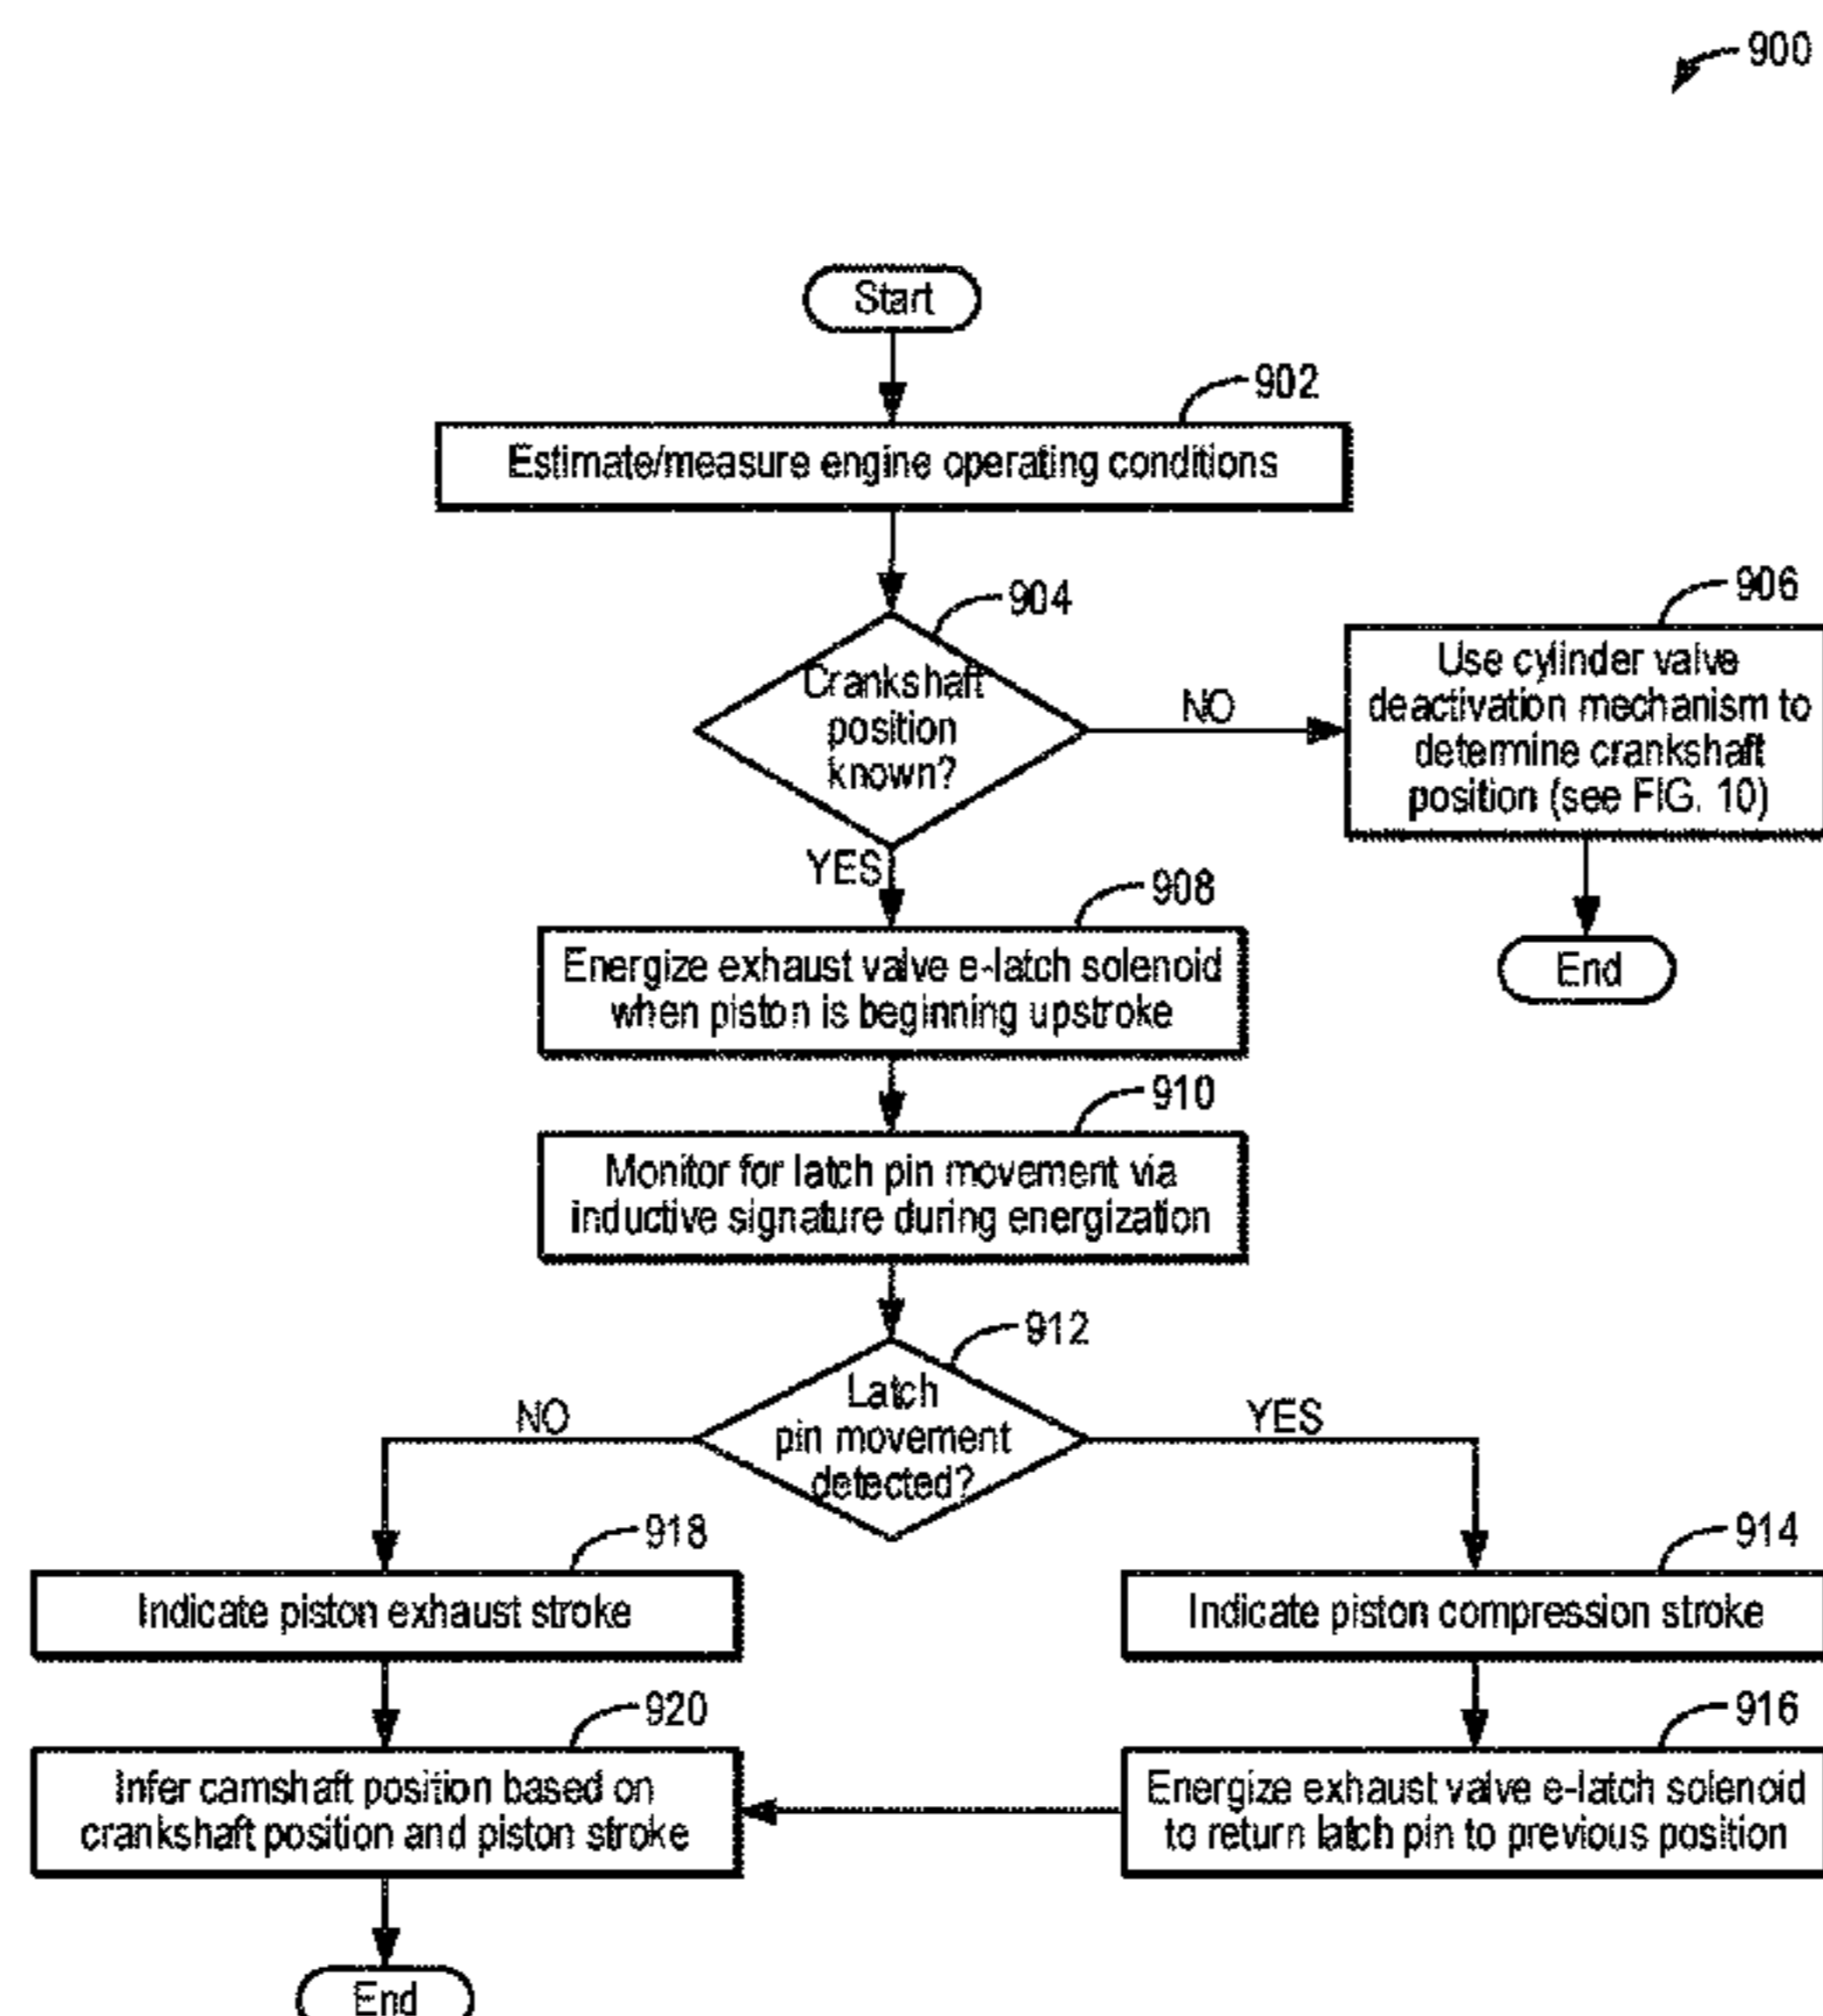 900
Start
902
Estimate/measure engine operating conditions
904
Crankshaft
position
known?
NO
906
Use cylinder valve
deactivation mechanism to
determine crankshaft
position (see FIG. 10)
End
YES
908
Energize exhaust valve e-latch solenoid
when piston is beginning upstroke
910
Monitor for latch pin movement via
inductive signature during energization
912
Latch
pin movement
detected?
NO
YES
918
Indicate piston exhaust stroke
914
Indicate piston compression stroke
920
Infer camshaft position based on
crankshaft position and piston stroke
916
Energize exhaust valve e-latch solenoid
to return latch pin to previous position
End